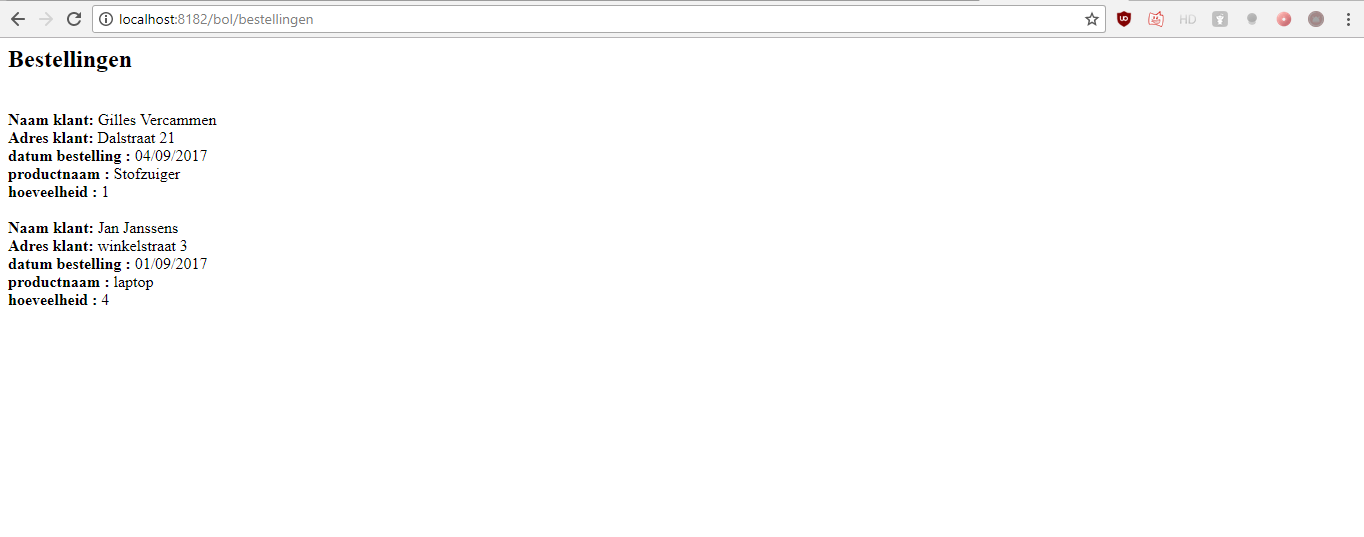 localhost:8182/bol/bestellingen
HD
Bestellingen
Naam klant: Gilles Vercammen
Adres klant: Dalstraat 21
datum bestelling : 04/09/2017
productnaam : Stofzuiger
hoeveelheid : 1
Naam klant: Jan Janssens
Adres klant: winkelstraat 3
datum bestelling : 01/09/2017
productnaam : laptop
hoeveelheid : 4